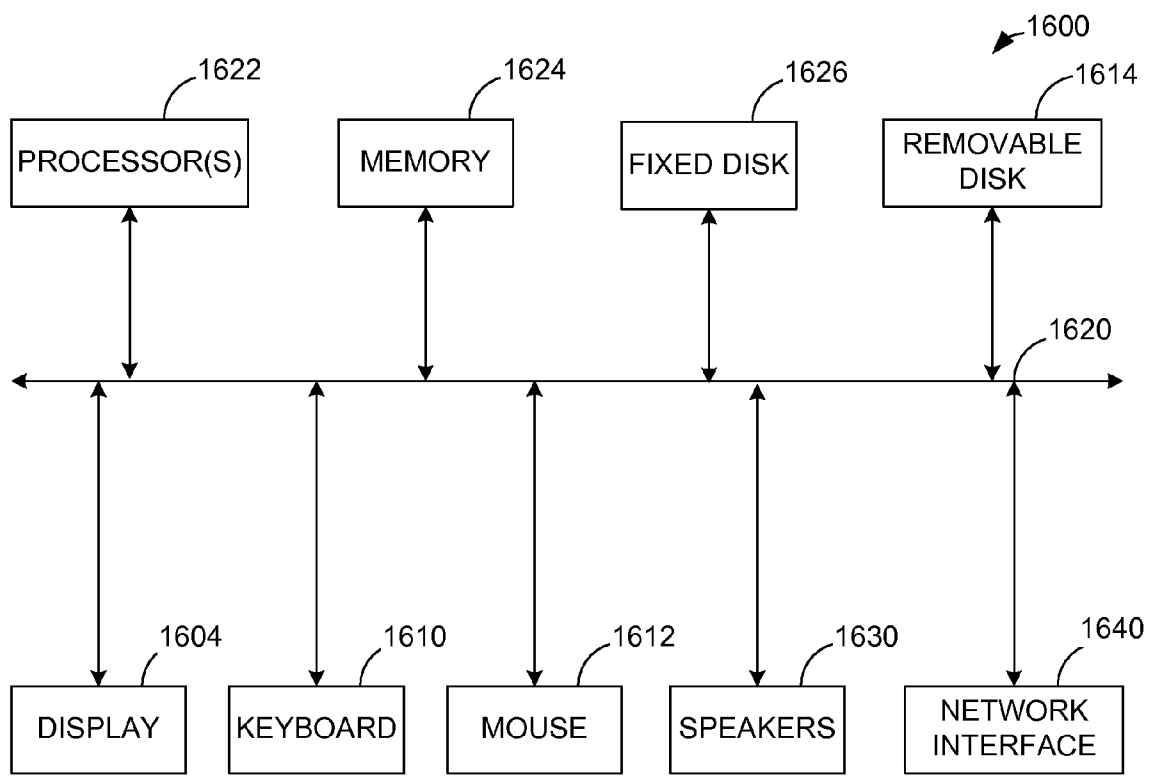 1600
1622
1624
1626
1614
PROCESSOR(S)
MEMORY
FIXED DISK
REMOVABLE
DISK
1620
1604
1610
1612
1630
1640
DISPLAY
KEYBOARD
MOUSE
SPEAKERS
NETWORK
INTERFACE